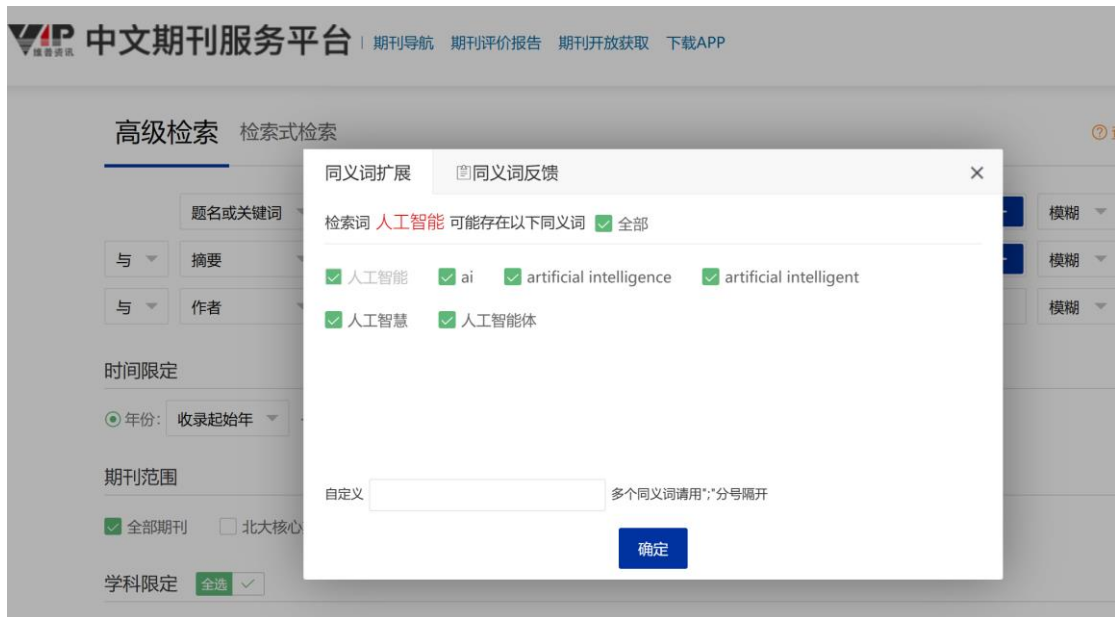 VIP 维普资讯 中文期刊服务平台 期刊导航 期刊评价报告 期刊开放获取 下载APP
高级检索 检索式检索
同义词扩展 同义词反馈
题名或关键词 模糊
检索词 人工智能 可能存在以下同义词 全部
与 摘要 模糊
人工智能 ai artificial intelligence artificial intelligent
与 作者 模糊
人工智慧 人工智能体
时间限定
年份: 收录起始年
期刊范围
自定义 多个同义词请用";"分号隔开
全部期刊 北大核心
确定
学科限定 全选